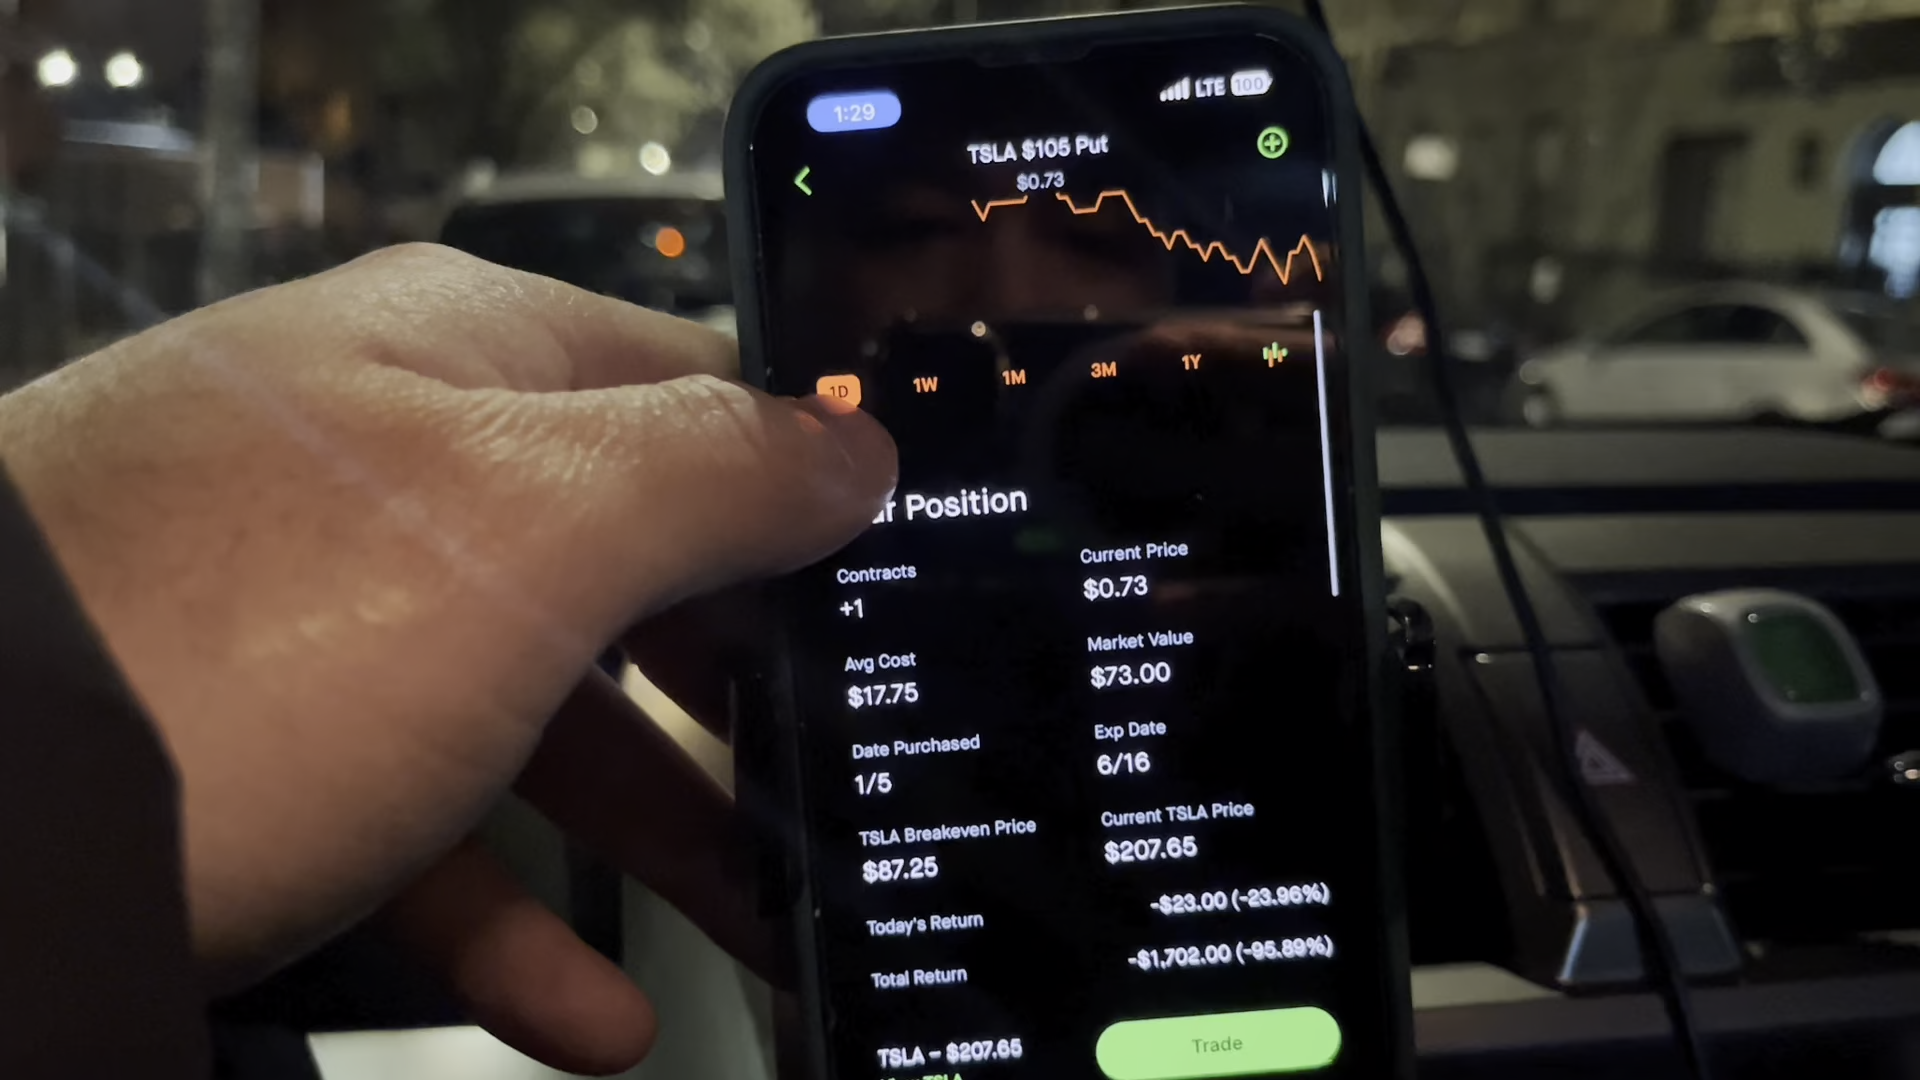 1:29
LTE 100
TSLA $105 Put
$0.73
1D 1W 1M 3M 1Y
Position
Contracts
+1
Current Price
$0.73
Avg Cost
$17.75
Market Value
$73.00
Date Purchased
1/5
Exp Date
6/16
TSLA Breakeven Price
$87.25
Current TSLA Price
$207.65
Today's Return
-$23.00 (-23.96%)
Total Return
-$1,702.00 (-95.89%)
TSLA – $207.65
TSLA
Trade